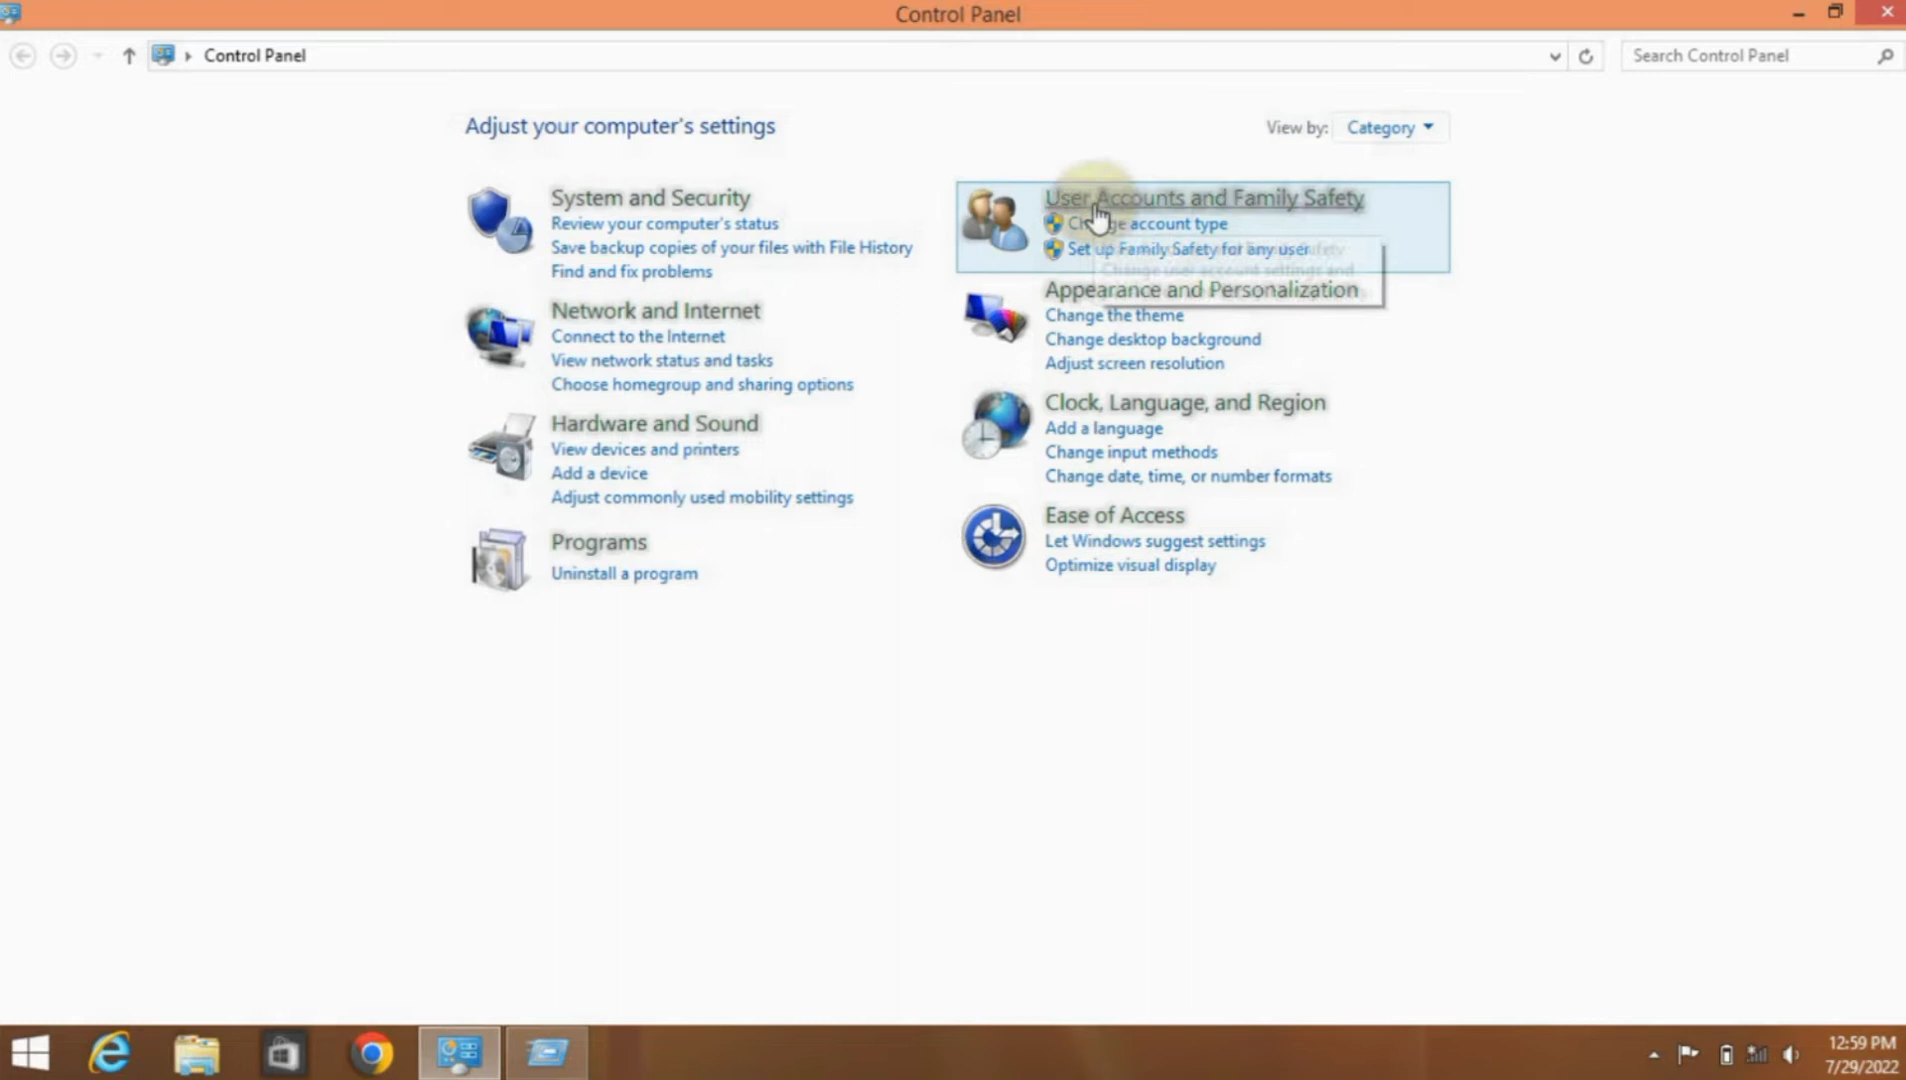 Control Panel
Control Panel
Search Control Panel
Adjust your computer's settings
View by: Category
System and Security
Review your computer's status
Save backup copies of your files with File History
Find and fix problems
Network and Internet
Connect to the Internet
View network status and tasks
Choose homegroup and sharing options
Hardware and Sound
View devices and printers
Add a device
Adjust commonly used mobility settings
Programs
Uninstall a program
User Accounts and Family Safety
Change account type
Set up Family Safety for any user
Change user account settings and
Appearance and Personalization
Change the theme
Change desktop background
Adjust screen resolution
Clock, Language, and Region
Add a language
Change input methods
Change date, time, or number formats
Ease of Access
Let Windows suggest settings
Optimize visual display
12:59 PM
7/29/2022